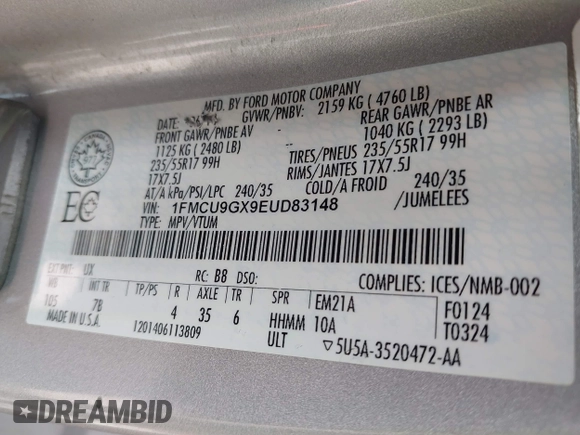 MFD. BY FORD MOTOR COMPANY
GVWR/PNBV: 2159 KG ( 4760 LB)
FRONT GAWR/PNBE AV
1125 KG ( 2480 LB)
235/55R17 99H
17X7.5J
REAR GAWR/PNBE AR
1040 KG ( 2293 LB)
TIRES/PNEUS 235/55R17 99H
RIMS/JANTES 17X7.5J
AT/A kPa/PSI/LPC 240/35
COLD/A FROID 240/35
VIN: 1FMCU9GX9EUD83148
/JUMELEES
TYPE: MPV/VTUM
EC
EXT PNT: UX
RC: B8 DSO:
COMPLIES: ICES/NMB-002
WB INT TR TP/PS R AXLE TR SPR EM21A F0124
105 7B 4 35 6 HHMM 10A T0324
MADE IN U.S.A. 1201406113809 ULT ▽5U5A-3520472-AA
DREAMBID